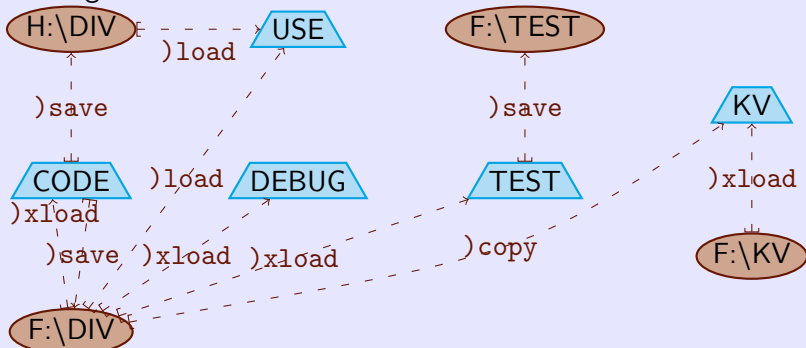 H:\DIV
USE
F:\TEST
)load
KV
)save
)save
CODE
)load
DEBUG
TEST
)xload
)xload
)save
)xload
)xload
)copy
F:\KV
F:\DIV